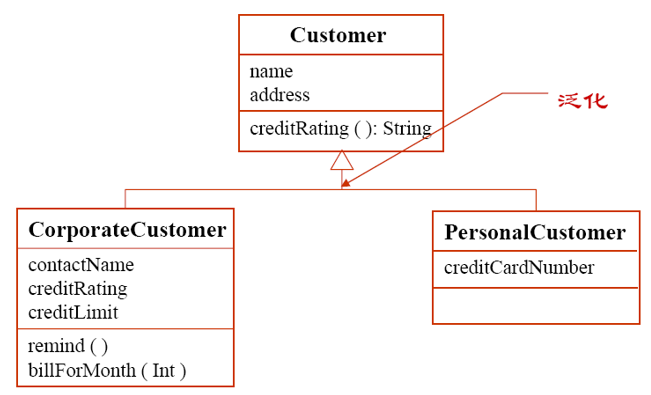 Customer
name
address
creditRating ( ): String
泛化
CorporateCustomer
contactName
creditRating
creditLimit
remind ( )
billForMonth ( Int )
PersonalCustomer
creditCardNumber